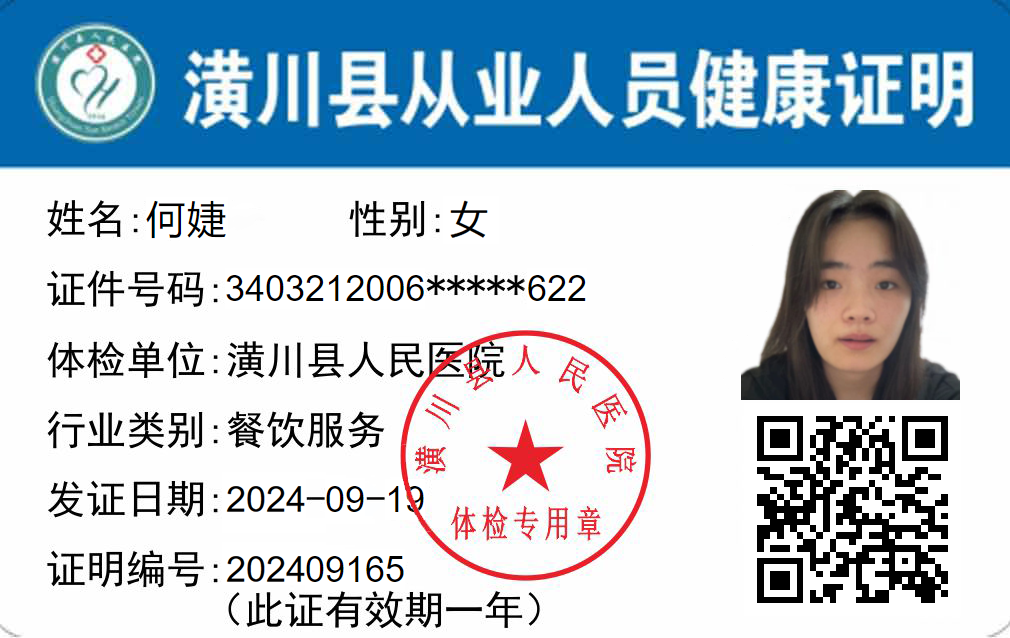 潢川县从业人员健康证明
姓名:何婕 性别:女
证件号码:3403212006*****622
体检单位:潢川县人民医院
行业类别:餐饮服务
发证日期:2024-09-19
证明编号:202409165
(此证有效期一年)
潢川县人民医院
体检专用章